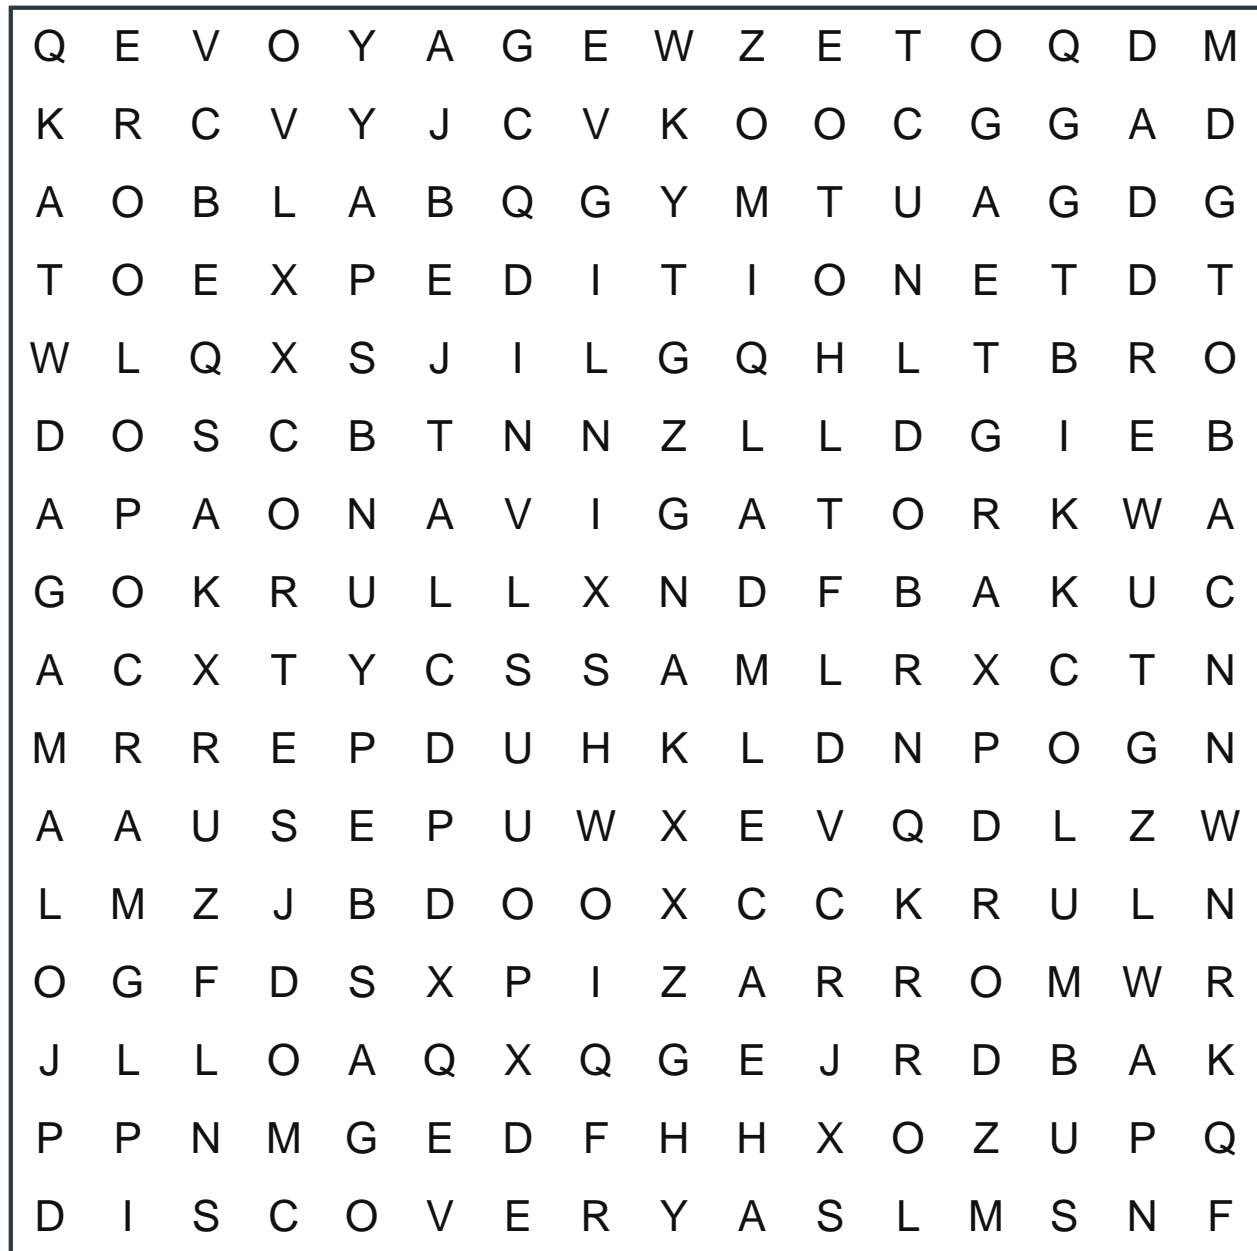 Q E V O Y A G E W Z E T O Q D M
K R C V Y J C V K O O C G G A D
A O B L A B Q G Y M T U A G D G
T O E X P E D I T I O N E T D T
W L Q X S J I L G Q H L T B R O
D O S C B T N N Z L L D G I E B
A P A O N A V I G A T O R K W A
G O K R U L L X N D F B A K U C
A C X T Y C S S A M L R X C T N
M R R E P D U H K L D N P O G N
A A U S E P U W X E V Q D L Z W
L M Z J B D O O X C C K R U L N
O G F D S X P I Z A R R O M W R
J L L O A Q X Q G E J R D B A K
P P N M G E D F H H X O Z U P Q
D I S C O V E R Y A S L M S N F